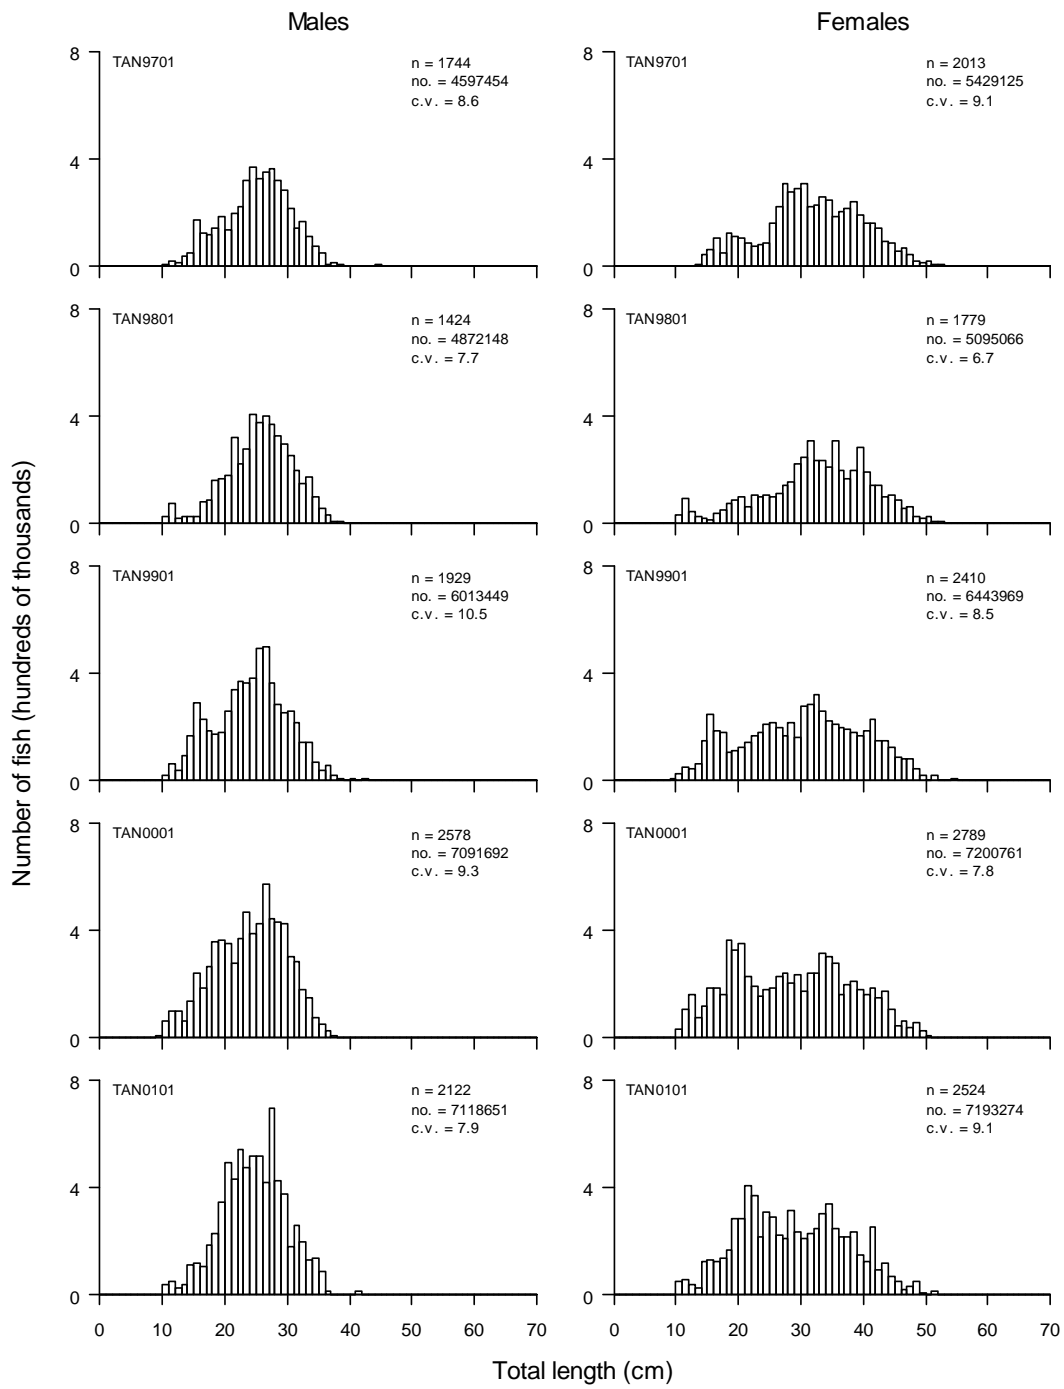 Males
Females
8
TAN9701
n = 1744
no. = 4597454
c.v. = 8.6
4
0
8
TAN9701
n = 2013
no. = 5429125
c.v. = 9.1
4
0
8
TAN9801
n = 1424
no. = 4872148
c.v. = 7.7
4
0
8
TAN9801
n = 1779
no. = 5095066
c.v. = 6.7
4
0
8
TAN9901
n = 1929
no. = 6013449
c.v. = 10.5
4
0
8
TAN9901
n = 2410
no. = 6443969
c.v. = 8.5
4
0
8
TAN0001
n = 2578
no. = 7091692
c.v. = 9.3
4
0
8
TAN0001
n = 2789
no. = 7200761
c.v. = 7.8
4
0
8
TAN0101
n = 2122
no. = 7118651
c.v. = 7.9
4
0
8
TAN0101
n = 2524
no. = 7193274
c.v. = 9.1
4
0
0 10 20 30 40 50 60 70
0 10 20 30 40 50 60 70
Number of fish (hundreds of thousands)
Total length (cm)